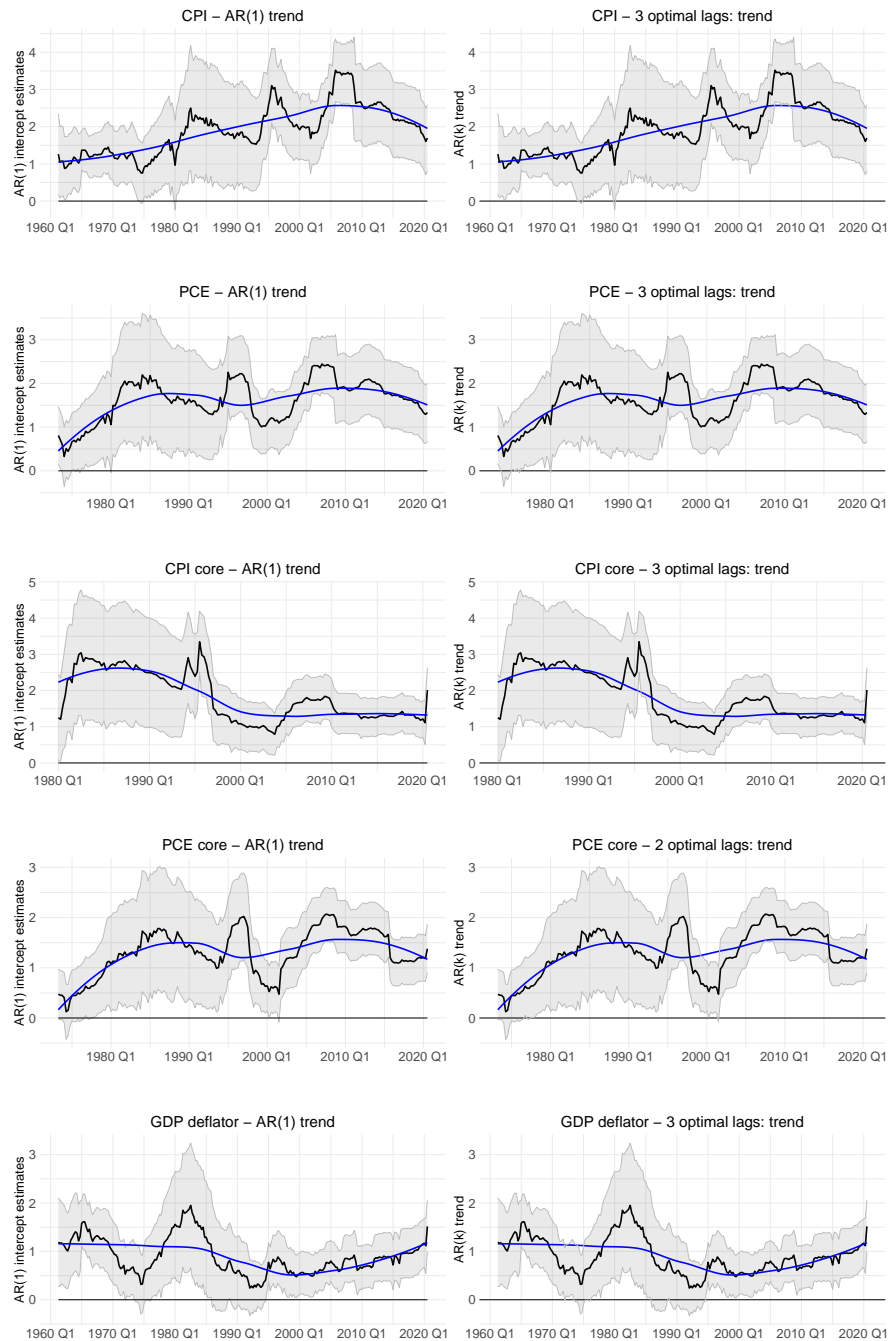 CPI − AR(1) trend
CPI − 3 optimal lags: trend
AR(1) intercept estimates
4
3
2
1
0
1960 Q1 1970 Q1 1980 Q1 1990 Q1 2000 Q1 2010 Q1 2020 Q1
AR(k) trend
4
3
2
1
0
1960 Q1 1970 Q1 1980 Q1 1990 Q1 2000 Q1 2010 Q1 2020 Q1
PCE − AR(1) trend
PCE − 3 optimal lags: trend
AR(1) intercept estimates
3
2
1
0
1980 Q1 1990 Q1 2000 Q1 2010 Q1 2020 Q1
AR(k) trend
3
2
1
0
1980 Q1 1990 Q1 2000 Q1 2010 Q1 2020 Q1
CPI core − AR(1) trend
CPI core − 3 optimal lags: trend
AR(1) intercept estimates
5
4
3
2
1
0
1980 Q1 1990 Q1 2000 Q1 2010 Q1 2020 Q1
AR(k) trend
5
4
3
2
1
0
1980 Q1 1990 Q1 2000 Q1 2010 Q1 2020 Q1
PCE core − AR(1) trend
PCE core − 2 optimal lags: trend
AR(1) intercept estimates
3
2
1
0
1980 Q1 1990 Q1 2000 Q1 2010 Q1 2020 Q1
AR(k) trend
3
2
1
0
1980 Q1 1990 Q1 2000 Q1 2010 Q1 2020 Q1
GDP deflator − AR(1) trend
GDP deflator − 3 optimal lags: trend
AR(1) intercept estimates
3
2
1
0
1960 Q1 1970 Q1 1980 Q1 1990 Q1 2000 Q1 2010 Q1 2020 Q1
AR(k) trend
3
2
1
0
1960 Q1 1970 Q1 1980 Q1 1990 Q1 2000 Q1 2010 Q1 2020 Q1